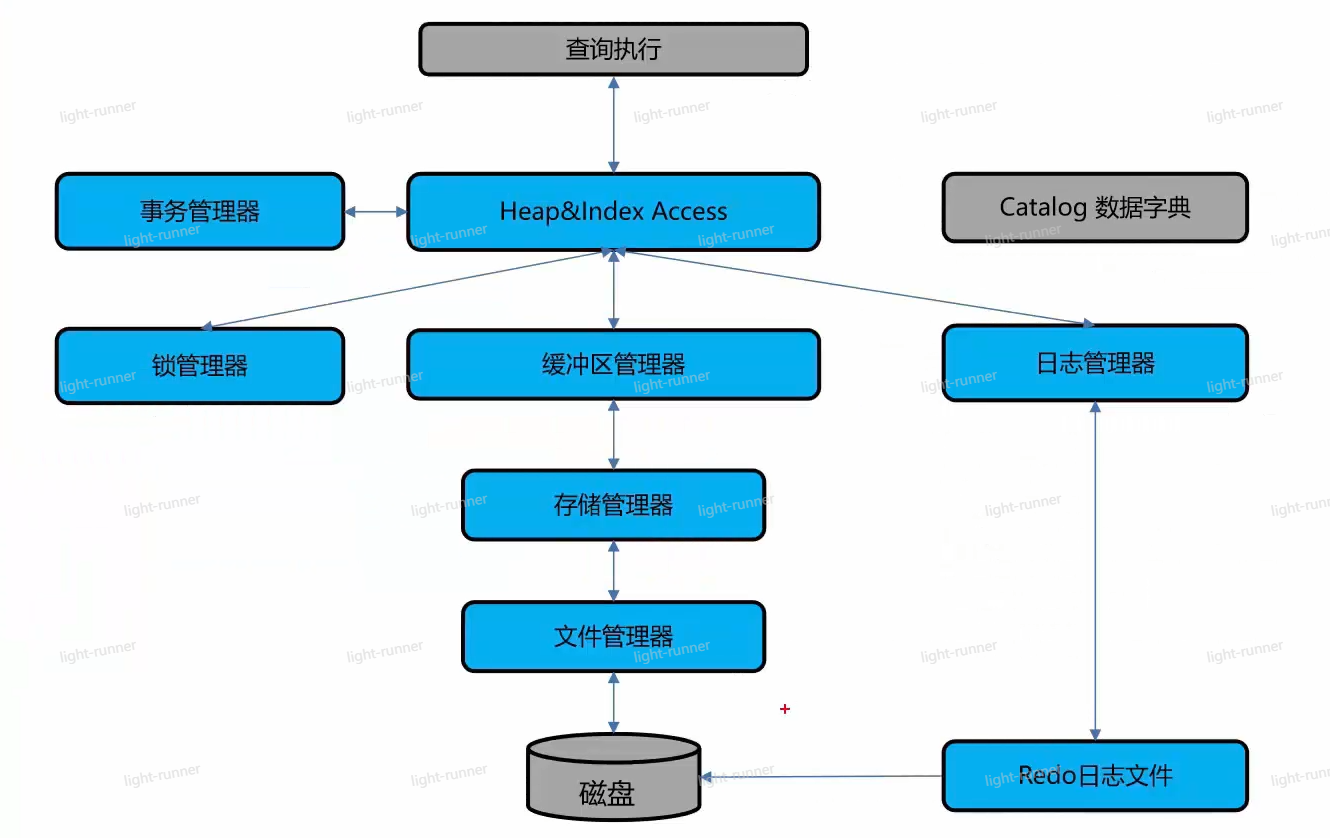 查询执行
light-runner light-runner light-runner light-runner light-runner
事务管理器
Heap&Index Access
Catalog 数据字典
light-runner light-runner light-runner light-runner light-runn
锁管理器
缓冲区管理器
日志管理器
light-runner light-runner light-runner light-runner light-runner
存储管理器
light-runner light-runner light-runner light-runner light-runn
文件管理器
light-runner light-runner light-runner light-runner light-runner
磁盘
Redo日志文件
light-runner light-runner light-runner light-runner light-runn